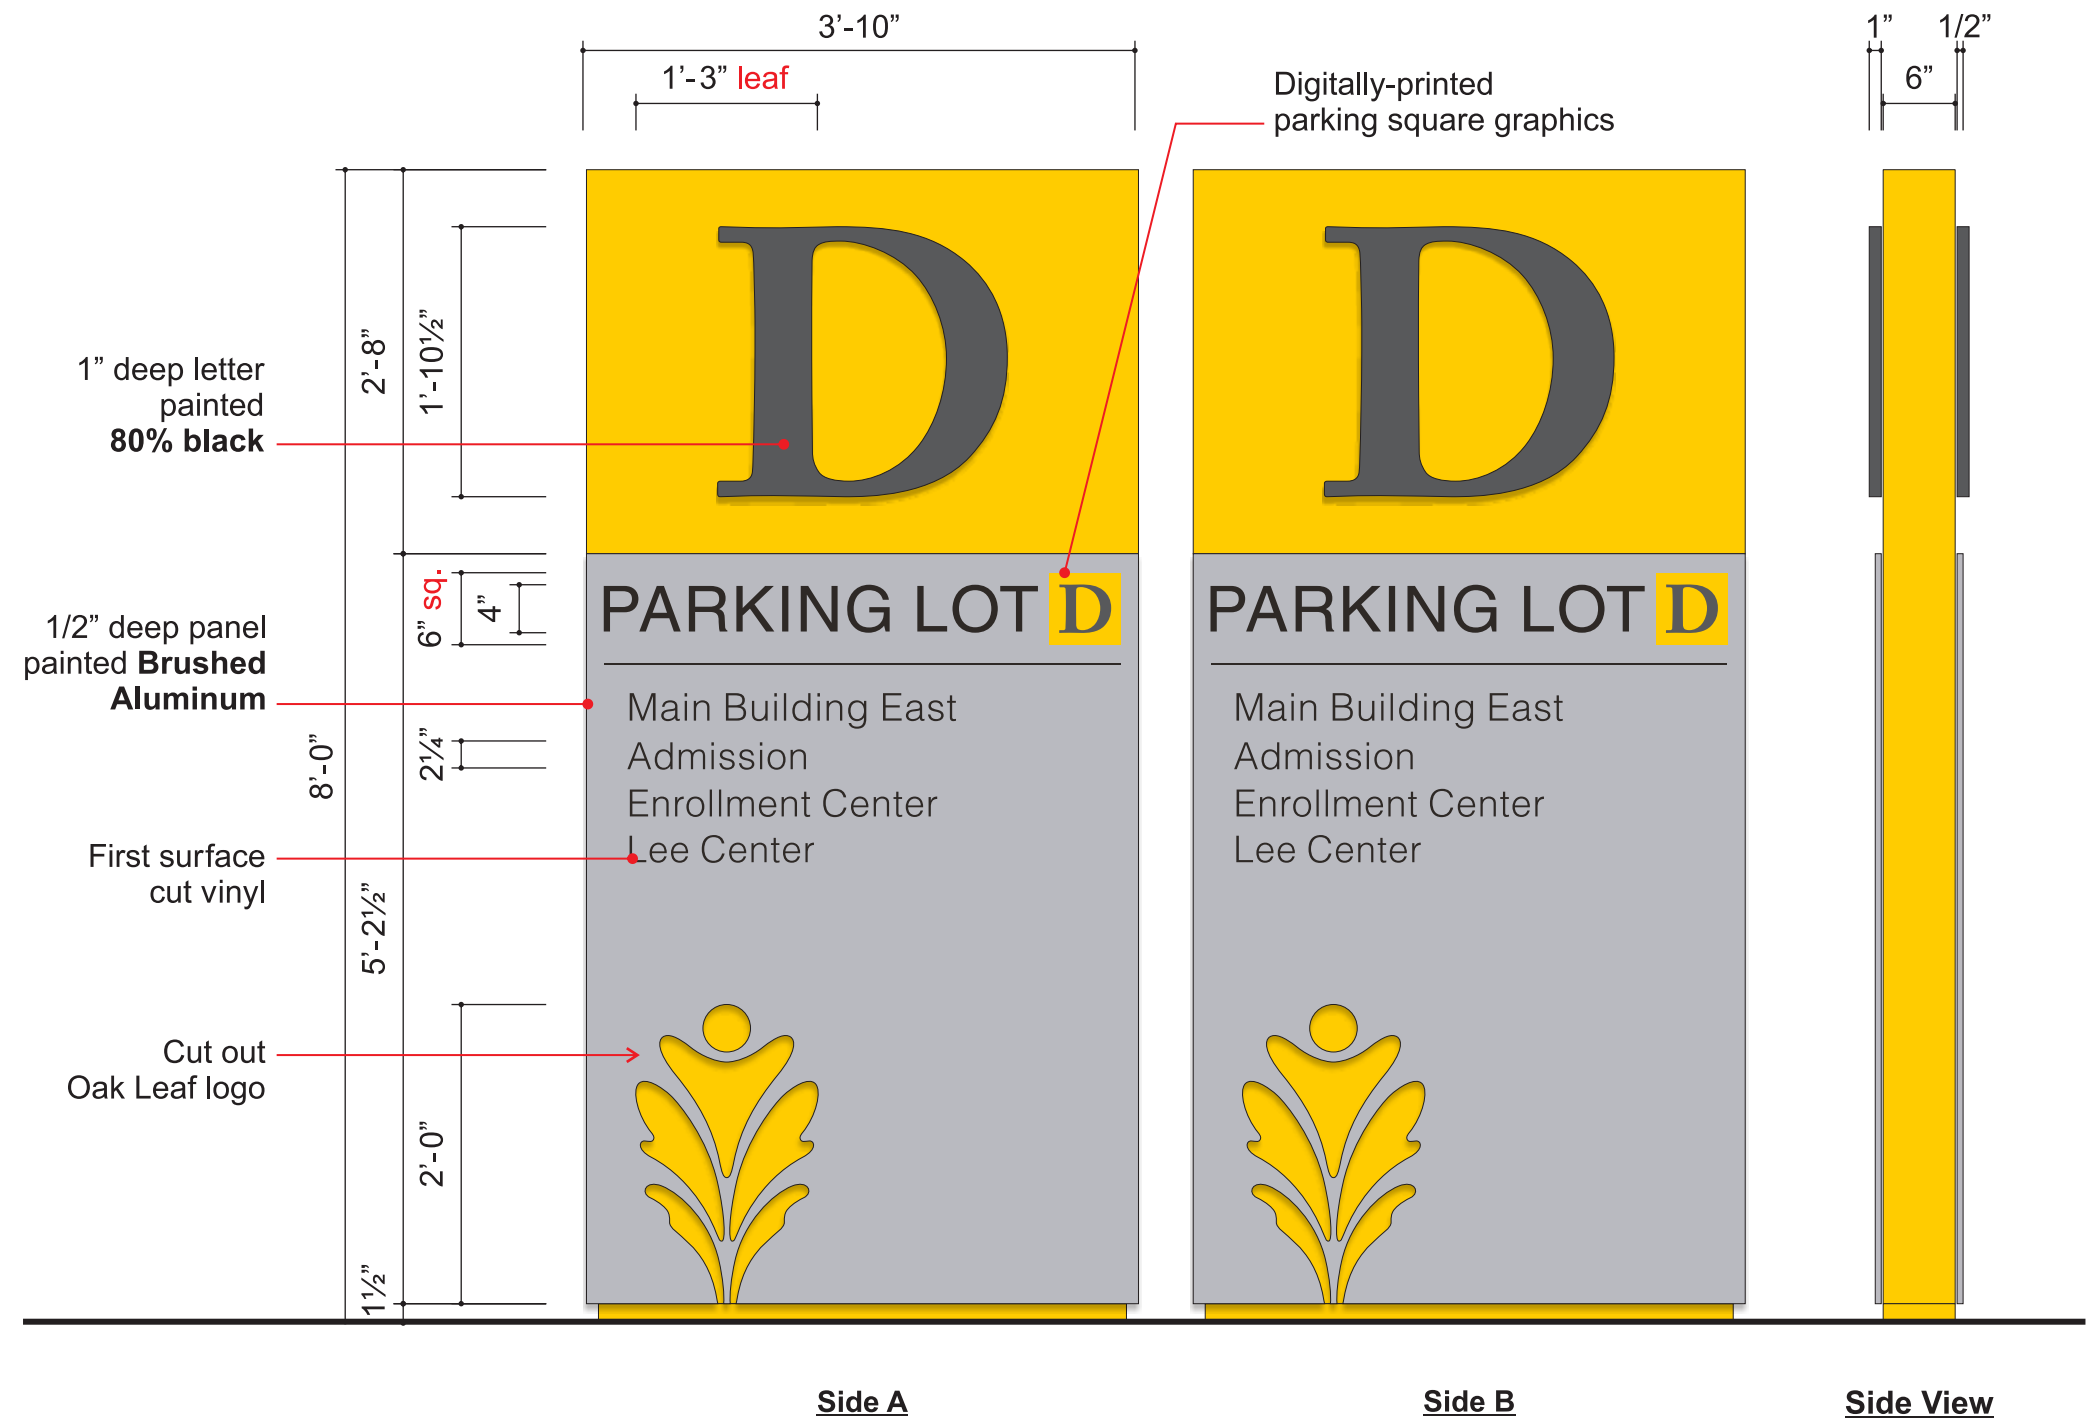 3’-10”
1’-3” leaf
1”
1/2”
6”
Digitally-printed
parking square graphics
D
D
1” deep letter
painted
80% black
2’-8”
1’-10½”
6” sq.
4”
PARKING LOT D
PARKING LOT D
1/2” deep panel
painted Brushed
Aluminum
8’-0”
2¼”
Main Building East
Admission
Enrollment Center
Lee Center
Main Building East
Admission
Enrollment Center
Lee Center
First surface
cut vinyl
5’-2½”
Cut out
Oak Leaf logo
2’-0”
1½”
Side A
Side B
Side View